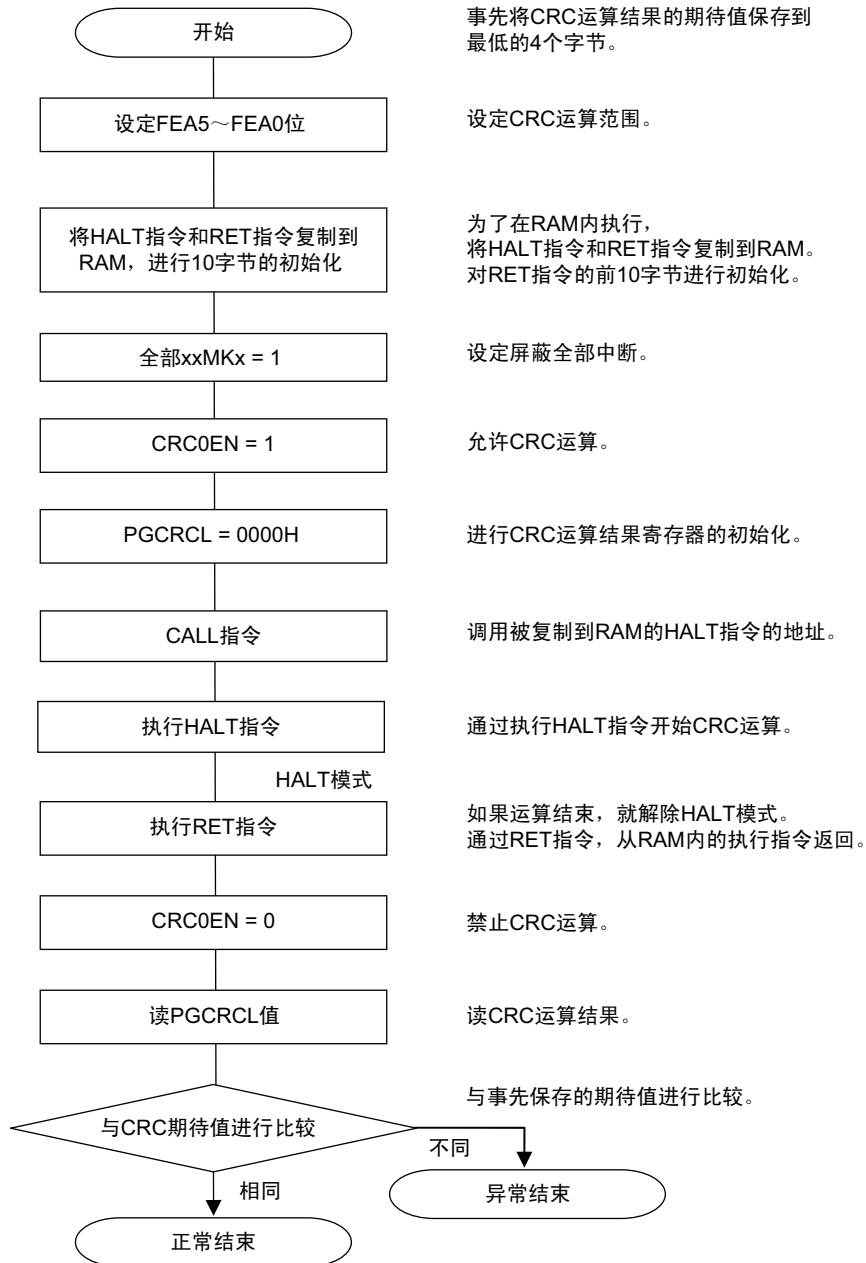 开始
事先将CRC运算结果的期待值保存到
最低的4个字节。
设定FEA5～FEA0位
设定CRC运算范围。
将HALT指令和RET指令复制到
RAM，进行10字节的初始化
为了在RAM内执行，
将HALT指令和RET指令复制到RAM。
对RET指令的前10字节进行初始化。
全部xxMKx = 1
设定屏蔽全部中断。
CRC0EN = 1
允许CRC运算。
PGCRCL = 0000H
进行CRC运算结果寄存器的初始化。
CALL指令
调用被复制到RAM的HALT指令的地址。
执行HALT指令
通过执行HALT指令开始CRC运算。
HALT模式
执行RET指令
如果运算结束，就解除HALT模式。
通过RET指令，从RAM内的执行指令返回。
CRC0EN = 0
禁止CRC运算。
读PGCRCL值
读CRC运算结果。
与CRC期待值进行比较
与事先保存的期待值进行比较。
不同
异常结束
相同
正常结束